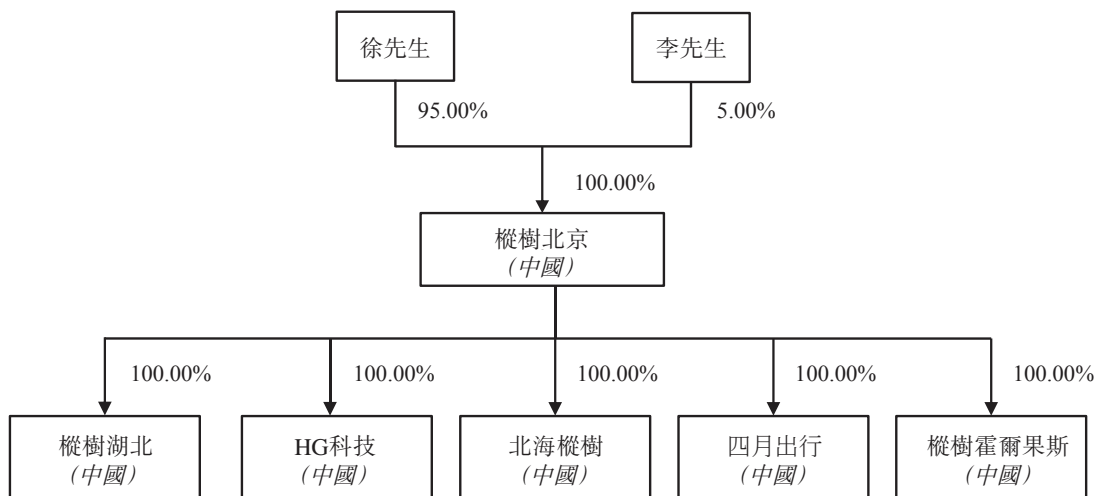 徐先生
李先生
95.00%
5.00%
100.00%
樅樹北京
(中國)
100.00%
100.00%
100.00%
100.00%
100.00%
樅樹湖北
(中國)
HG科技
(中國)
北海樅樹
(中國)
四月出行
(中國)
樅樹霍爾果斯
(中國)